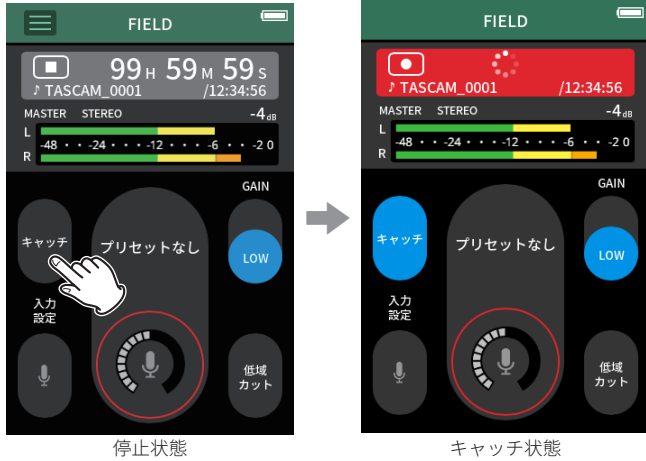 FIELD
99H 59M 59S
♪ TASCAM_0001 /12:34:56
MASTER STEREO -4dB
L
-48 · · -24 · · · -12 · · · -6 · · -2 0
R
GAIN
キャッチ
プリセットなし
LOW
入力
設定
低域
カット
停止状態
FIELD
♪ TASCAM_0001 /12:34:56
MASTER STEREO -4dB
L
-48 · · -24 · · · -12 · · · -6 · · -2 0
R
GAIN
キャッチ
プリセットなし
LOW
入力
設定
低域
カット
キャッチ状態